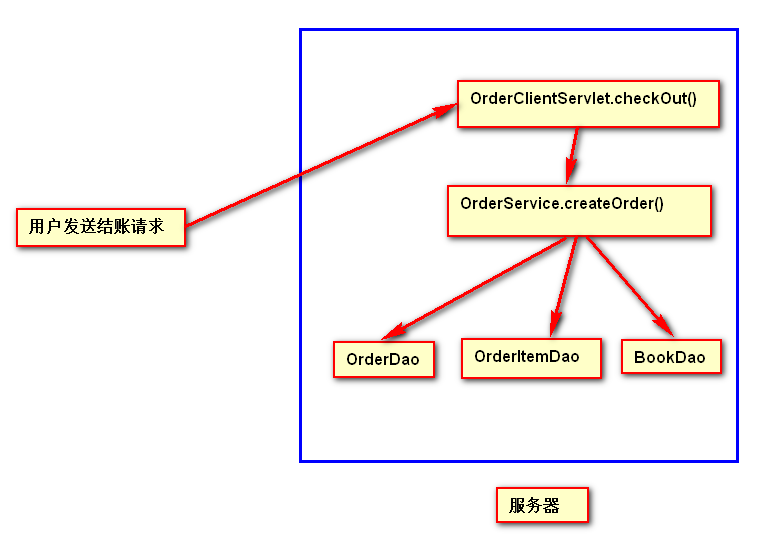 OrderClientServlet.checkOut()
OrderService.createOrder()
用户发送结账请求
OrderDao
OrderItemDao
BookDao
服务器